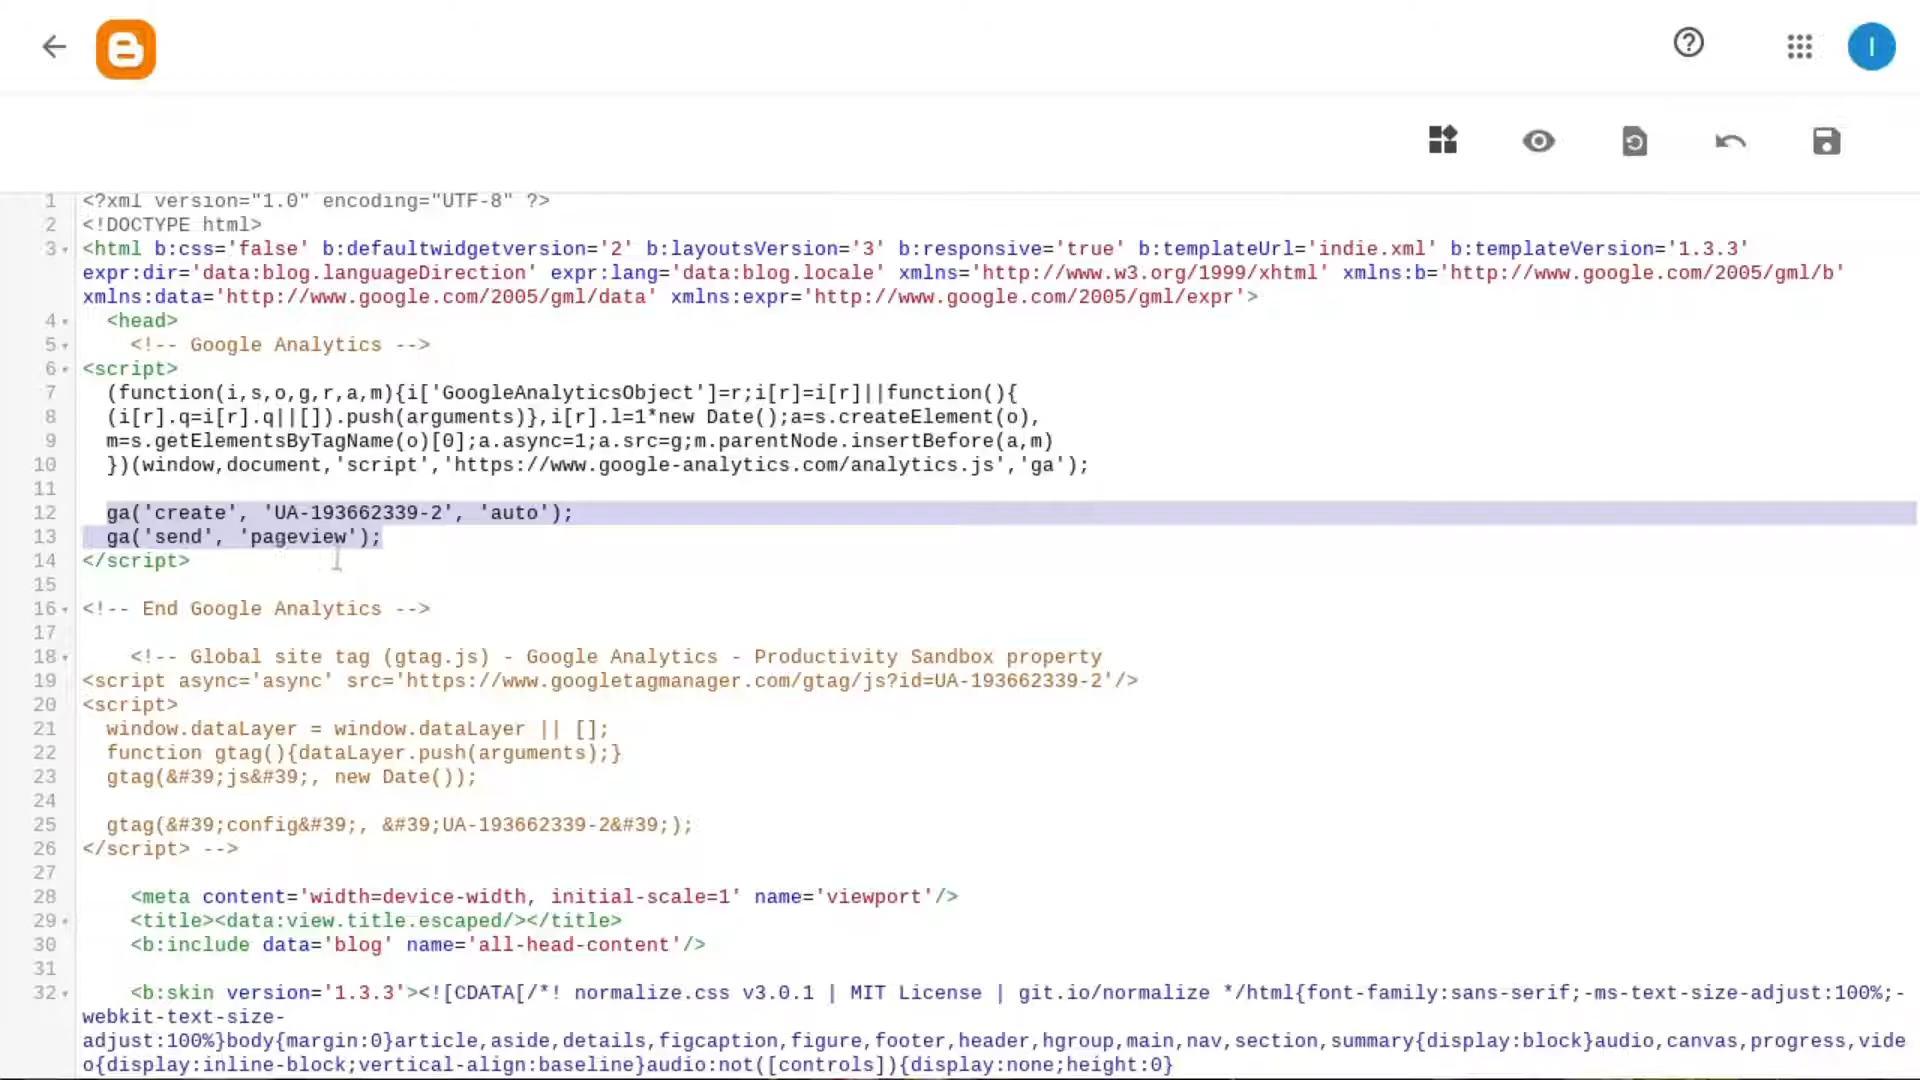 I
1 <?xml version="1.0" encoding="UTF-8" ?>
2 <!DOCTYPE html>
3 <html b:css='false' b:defaultwidgetversion='2' b:layoutsVersion='3' b:responsive='true' b:templateUrl='indie.xml' b:templateVersion='1.3.3'
expr:dir='data:blog.languageDirection' expr:lang='data:blog.locale' xmlns='http://www.w3.org/1999/xhtml' xmlns:b='http://www.google.com/2005/gml/b'
xmlns:data='http://www.google.com/2005/gml/data' xmlns:expr='http://www.google.com/2005/gml/expr'>
4 <head>
5 <!-- Google Analytics -->
6 <script>
7 (function(i,s,o,g,r,a,m){i['GoogleAnalyticsObject']=r;i[r]=i[r]||function(){
8 (i[r].q=i[r].q||[]).push(arguments)},i[r].l=1*new Date();a=s.createElement(o),
9 m=s.getElementsByTagName(o)[0];a.async=1;a.src=g;m.parentNode.insertBefore(a,m)
10 })(window,document,'script','https://www.google-analytics.com/analytics.js','ga');
11
12 ga('create', 'UA-193662339-2', 'auto');
13 ga('send', 'pageview');
14 </script>
15
16 <!-- End Google Analytics -->
17
18 <!-- Global site tag (gtag.js) - Google Analytics - Productivity Sandbox property
19 <script async='async' src='https://www.googletagmanager.com/gtag/js?id=UA-193662339-2'/>
20 <script>
21 window.dataLayer = window.dataLayer || [];
22 function gtag(){dataLayer.push(arguments);}
23 gtag(&#39;js&#39;, new Date());
24
25 gtag(&#39;config&#39;, &#39;UA-193662339-2&#39;);
26 </script> -->
27
28 <meta content='width=device-width, initial-scale=1' name='viewport'/>
29 <title><data:view.title.escaped/></title>
30 <b:include data='blog' name='all-head-content'/>
31
32 <b:skin version='1.3.3'><![CDATA[/*! normalize.css v3.0.1 | MIT License | git.io/normalize */html{font-family:sans-serif;-ms-text-size-adjust:100%;-
webkit-text-size-
adjust:100%}body{margin:0}article,aside,details,figcaption,figure,footer,header,hgroup,main,nav,section,summary{display:block}audio,canvas,progress,vide
o{display:inline-block;vertical-align:baseline}audio:not([controls]){display:none;height:0}